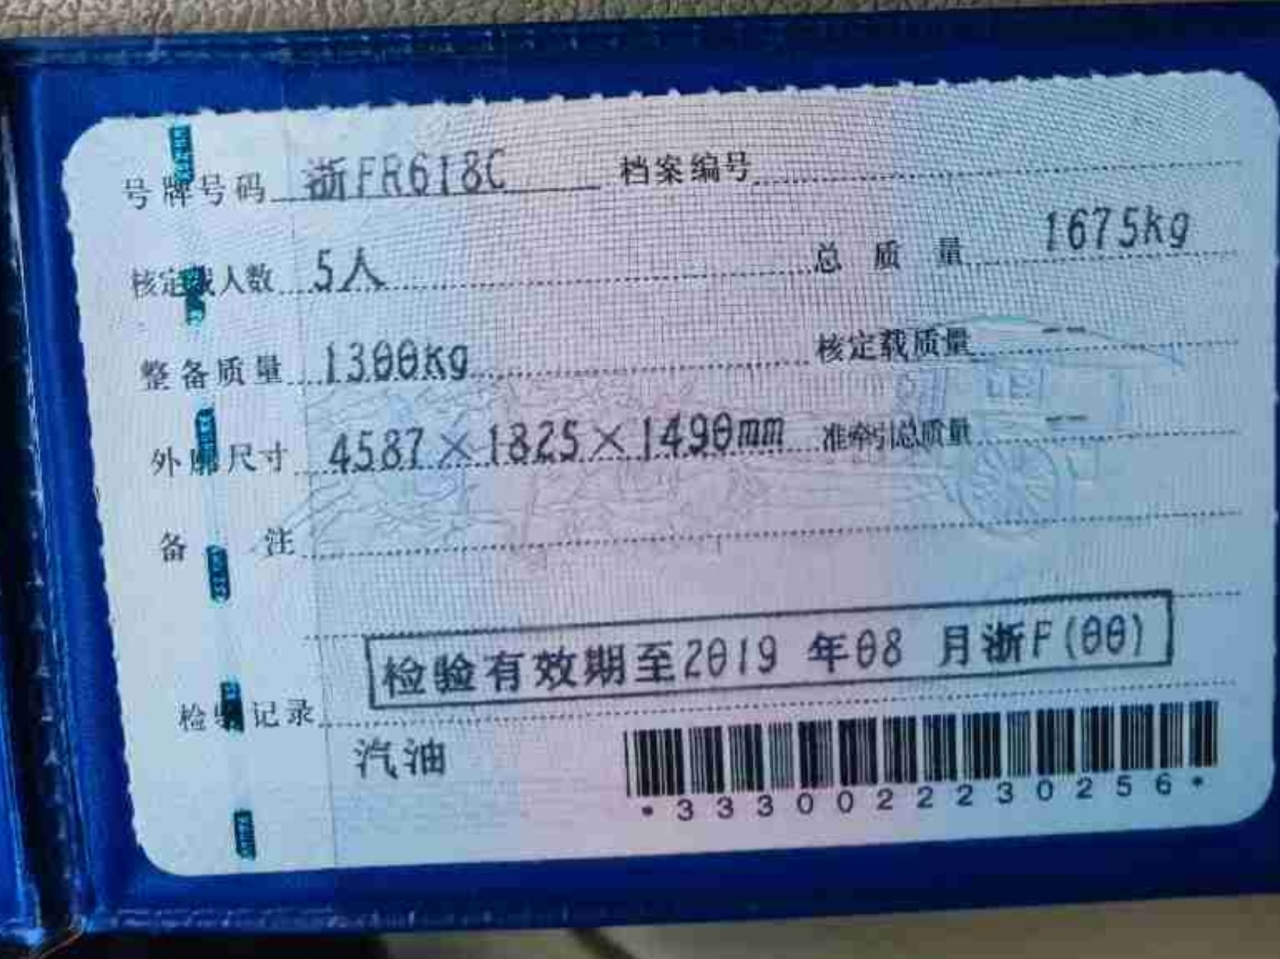 号牌号码 浙FR618C 档案编号
核定载人数 5人 总质量 1675kg
整备质量 1300kg 核定载质量 --
外廓尺寸 4587×1825×1490mm 准牵引总质量 --
备注
检验有效期至2019 年08 月浙F(00)
检验记录
汽油
*3330022230256*